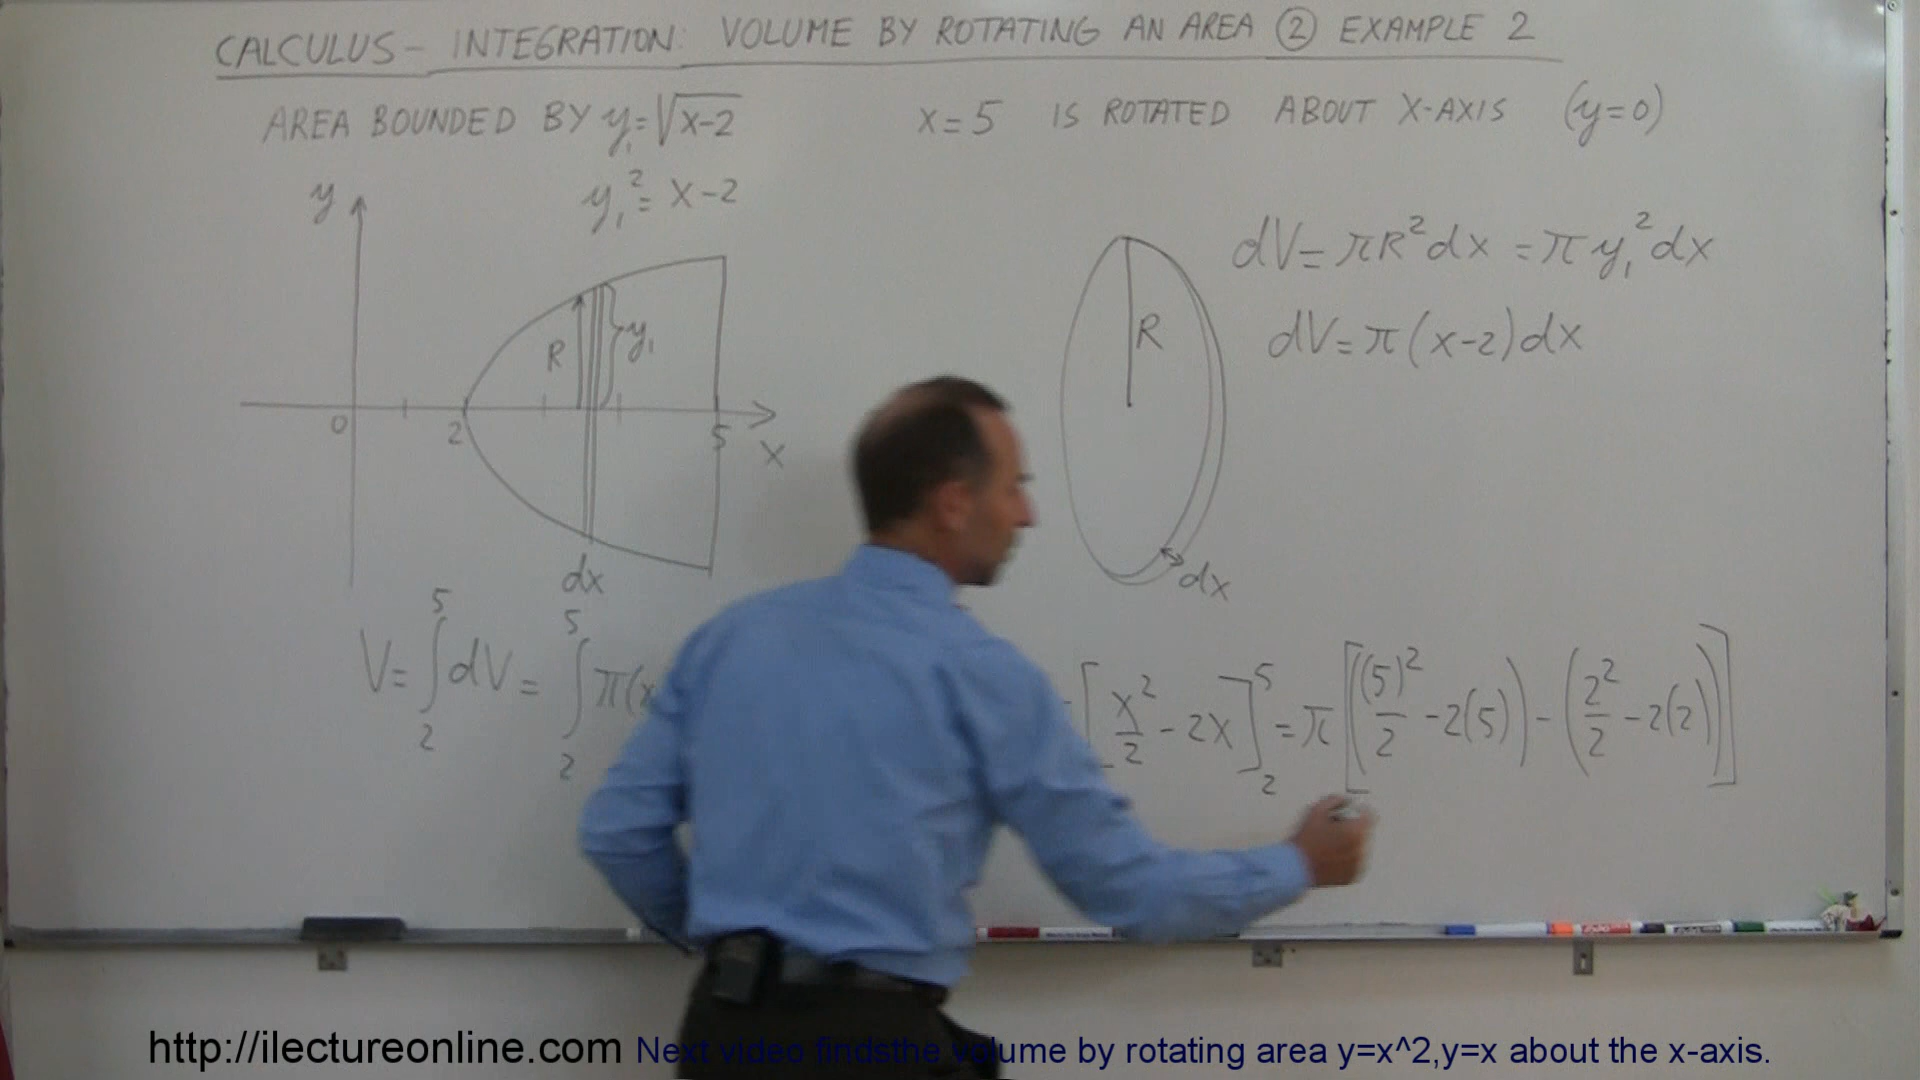 CALCULUS – INTEGRATION: VOLUME BY ROTATING AN AREA ② EXAMPLE 2
AREA BOUNDED BY y₁=√x-2 x=5 IS ROTATED ABOUT X-AXIS (y=0)
y₁²= x-2
y
dV=πR²dx = πy₁²dx
dV=π(x-2)dx
R
y₁
R
0
2
5
x
dx
dx
V= ∫₂⁵ dV = ∫₂⁵ π(x
[x²/2 - 2x]₂⁵ = π[((5)²/2 - 2(5)) - (2²/2 - 2(2))]
http://ilectureonline.com Next video findsthe volume by rotating area y=x^2,y=x about the x-axis.